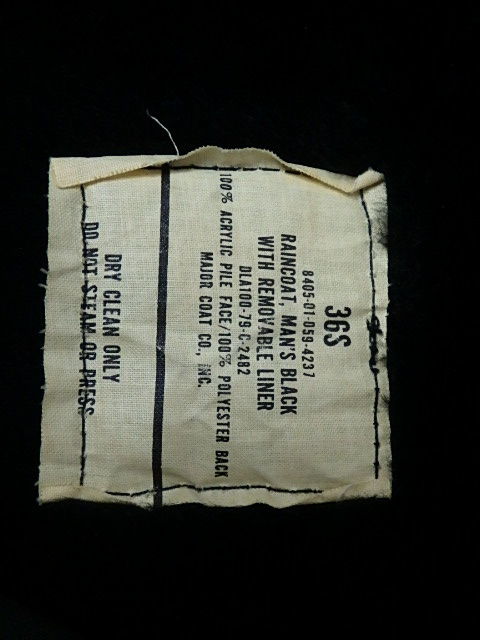 36S
8405-01-059-4237
RAINCOAT, MAN'S BLACK
WITH REMOVABLE LINER
DLA100-79-C-2482
100% ACRYLIC PILE FACE/100% POLYESTER BACK
MAJOR COAT CO., INC.
DRY CLEAN ONLY
DO NOT STEAM OR PRESS